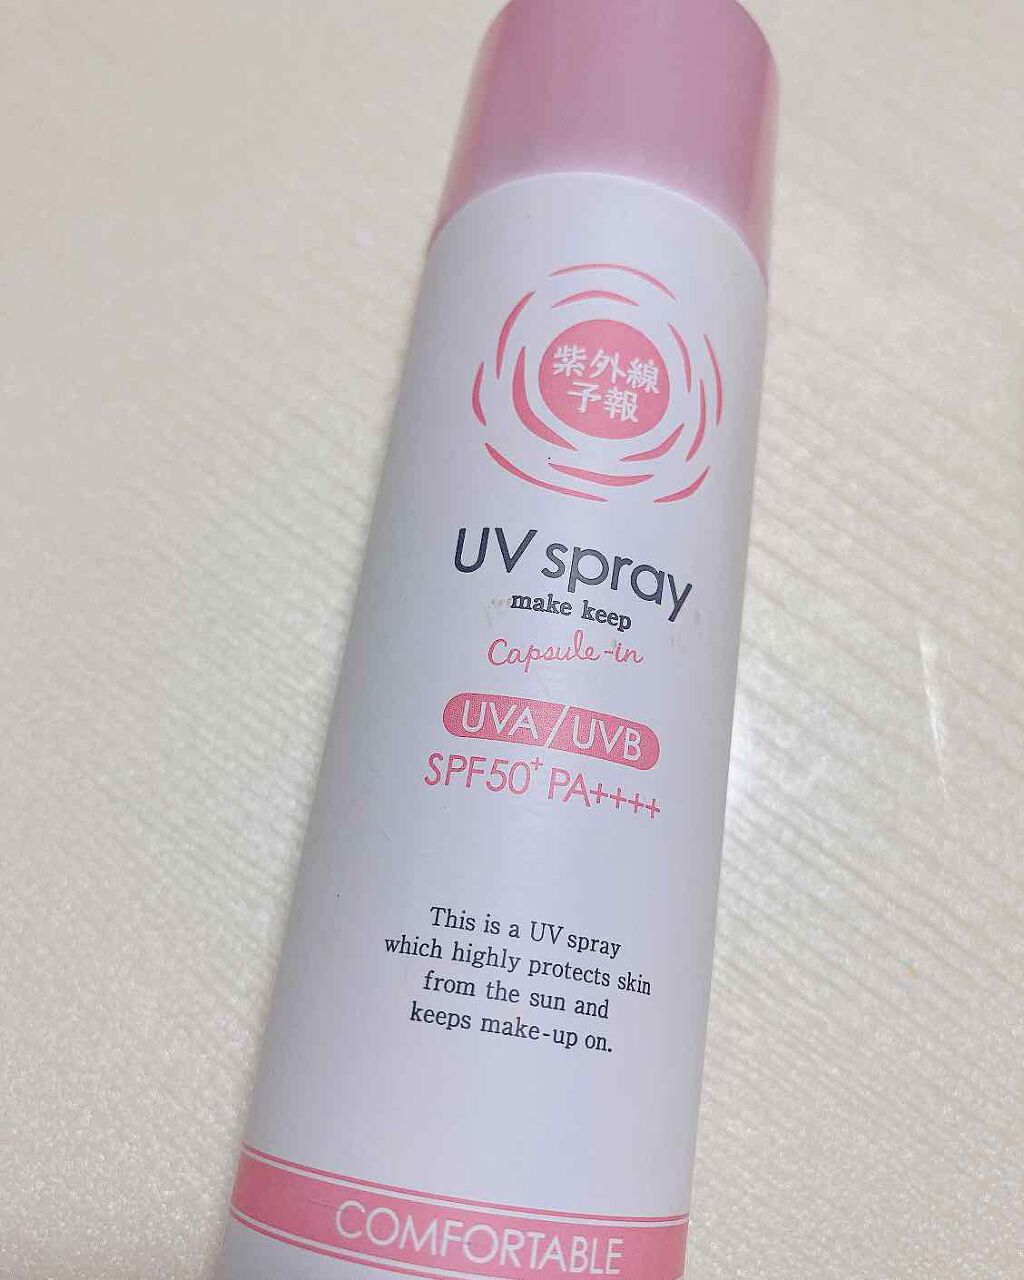 紫外線
予報
UV spray
make keep
Capsule-in
UVA/UVB
SPF50+ PA++++
This is a UV spray
which highly protects skin
from the sun and
keeps make-up on.
COMFORTABLE